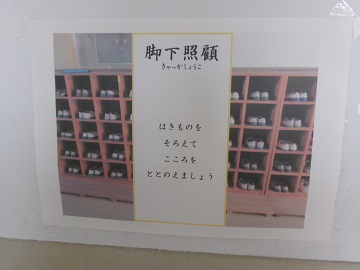 脚下照顧
きゃっかしょうこ
はきものを
そろえて
こころを
ととのえましょう